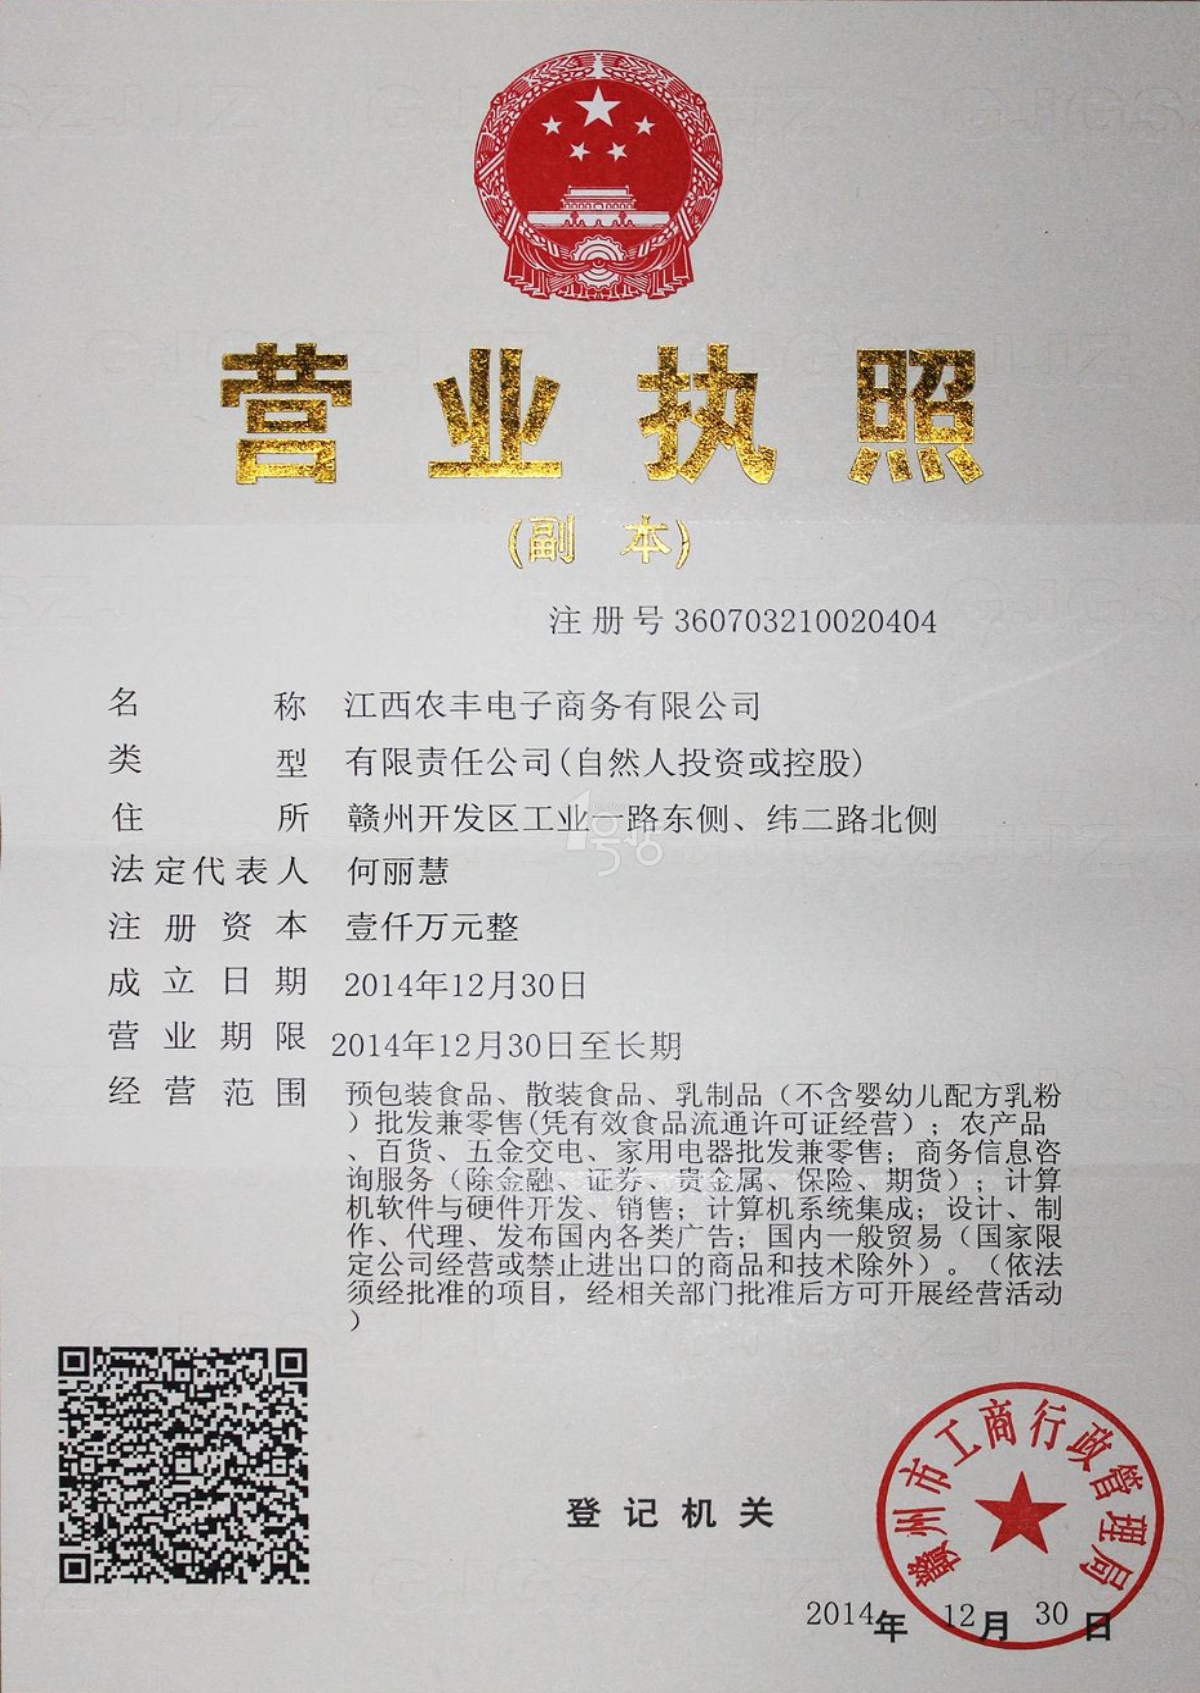 营业执照
(副 本)
注 册 号 360703210020404
名 称 江西农丰电子商务有限公司
类 型 有限责任公司(自然人投资或控股)
住 所 赣州开发区工业一路东侧、纬二路北侧
法定代表人 何丽慧
注 册 资 本 壹仟万元整
成 立 日 期 2014年12月30日
营 业 期 限 2014年12月30日至长期
经 营 范 围 预包装食品、散装食品、乳制品（不含婴幼儿配方乳粉
）批发兼零售(凭有效食品流通许可证经营）；农产品
、百货、五金交电、家用电器批发兼零售；商务信息咨
询服务（除金融、证券、贵金属、保险、期货）；计算
机软件与硬件开发、销售；计算机系统集成；设计、制
作、代理、发布国内各类广告；国内一般贸易（国家限
定公司经营或禁止进出口的商品和技术除外）。（依法
须经批准的项目，经相关部门批准后方可开展经营活动
）
1号站
登 记 机 关
赣州市工商行政管理局
2014年 12月 30日